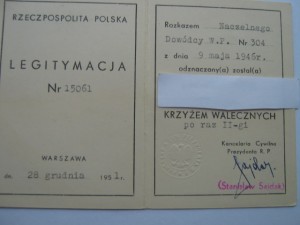 RZECZPOSPOLITA POLSKA
LEGITYMACJA
Nr 15061
WARSZAWA
dn. 28 grudnia 1951.
Rozkazem Naczelnego
Dowódcy W.P. Nr 304
z dnia 9 maja 1946r.
odznaczony(a) został(a)
KRZYŻEM WALECZNYCH
po raz II-gi
Kancelaria Cywilna
Prezydenta R. P.